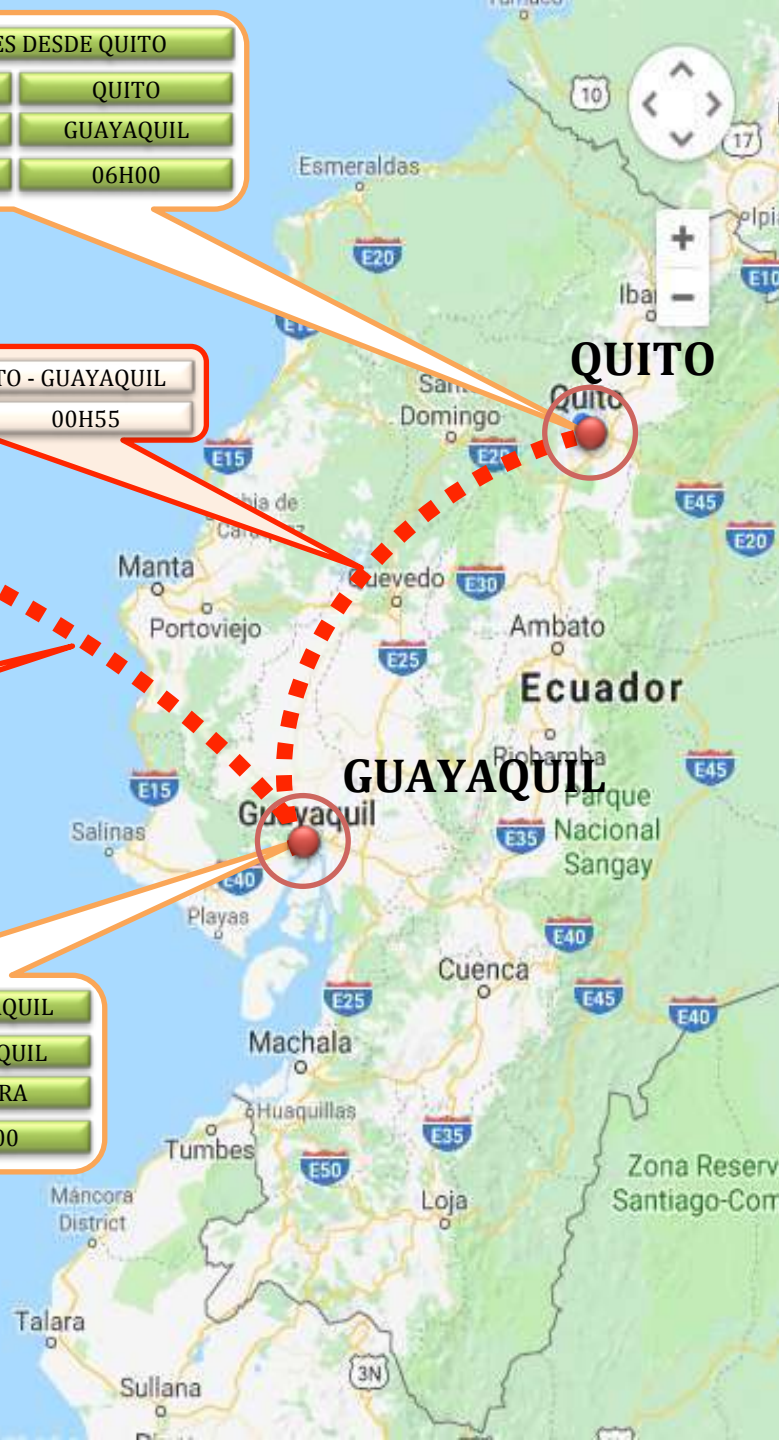 ES DESDE QUITO
QUITO
GUAYAQUIL
06H00
10
17
Esmeraldas
E20
E10
QUITO
Quito
TO - GUAYAQUIL
00H55
Domingo
E15
E20
E45
E20
Manta
Quevedo
E30
Portoviejo
Ambato
E25
Ecuador
Riobamba
E45
GUAYAQUIL
E15
Guayaquil
Parque
Nacional
Sangay
Salinas
E35
E40
Playas
E40
Cuenca
E25
E45
E40
AQUIL
QUIL
RA
00
Machala
Huaquillas
E35
Tumbes
E50
Zona Reserv
Santiago-Com
Máncora
District
Loja
Talara
3N
Sullana